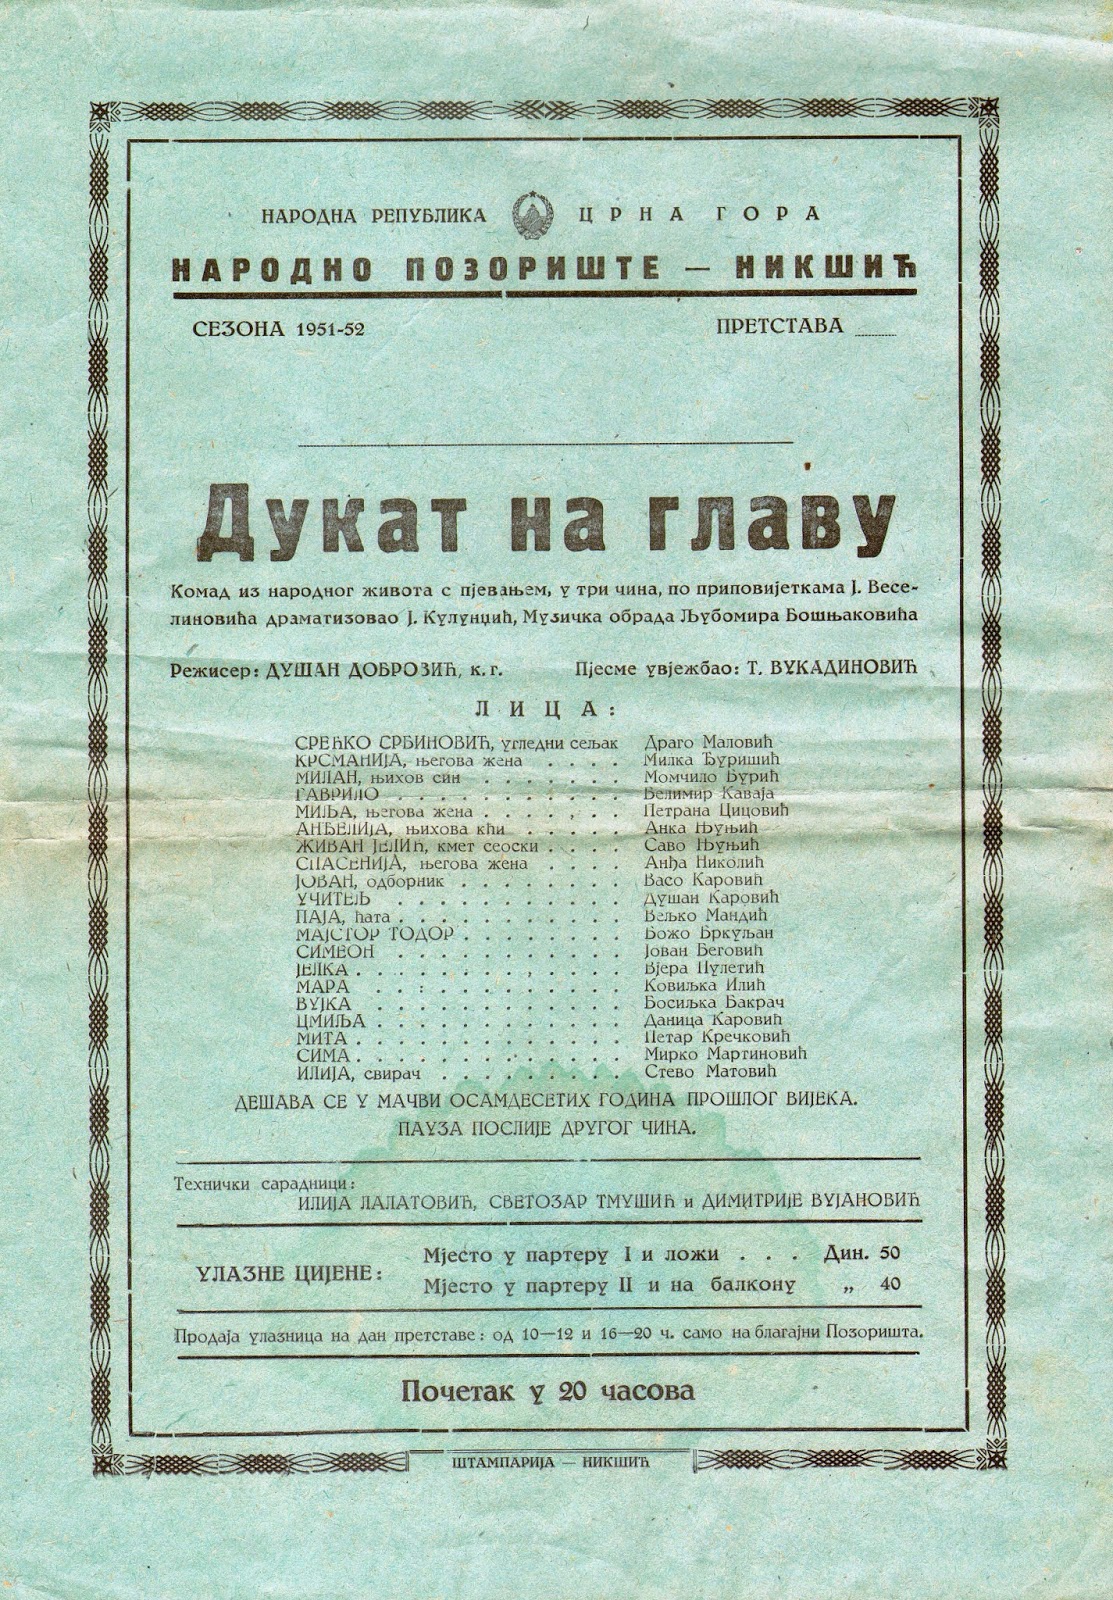 НАРОДНА РЕПУБЛИКА ЦРНА ГОРА
НАРОДНО ПОЗОРИШТЕ — НИКШИЋ
СЕЗОНА 1951-52 ПРЕТСТАВА
Дукат на главу
Комад из народног живота с пјевањем, у три чина, по приповијеткама Ј. Весе-
линовића драматизовао Ј. Кулунџић, Музичка обрада Љубомира Бошњаковића
Режисер: ДУШАН ДОБРОЗИЋ, к. г. Пјесме увјежбао: Т. ВУКАДИНОВИЋ
ЛИЦА:
СРЕЋКО СРБИНОВИЋ, угледни сељак Драго Маловић
КРСМАНИЈА, његова жена . . . . Милка Ђуришић
МИЛАН, њихов син . . . . . . . Момчило Ђурић
ГАВРИЛО . . . . . . . . . . Велимир Каваја
МИЉА, његова жена . . . . . . Петрана Цицовић
АНЂЕЛИЈА, њихова кћи . . . . . Анка Њуњић
ЖИВАН ЈЕЛИЋ, кмет сеоски . . . . Саво Њуњић
СПАСЕНИЈА, његова жена . . . . Анђа Николић
ЈОВАН, одборник . . . . . . . . Васо Каровић
УЧИТЕЉ . . . . . . . . . . . Душан Каровић
ПАЈА, ћата . . . . . . . . . . . Вељко Мандић
МАЈСТОР ТОДОР . . . . . . . . Божо Бркуљан
СИМЕОН . . . . . . . . . . . Јован Беговић
ЈЕЛКА . . . . . . . . . . . . . Вјера Пулетић
МАРА . . . . . . . . . . . . Ковиљка Илић
ВУЈКА . . . . . . . . . . . . Босиљка Бакрач
ЦМИЉА . . . . . . . . . . . . Даница Каровић
МИТА . . . . . . . . . . . . . Петар Кречковић
СИМА . . . . . . . . . . . . . Мирко Мартиновић
ИЛИЈА, свирач . . . . . . . . . Стево Матовић
ДЕШАВА СЕ У МАЧВИ ОСАМДЕСЕТИХ ГОДИНА ПРОШЛОГ ВИЈЕКА.
ПАУЗА ПОСЛИЈЕ ДРУГОГ ЧИНА.
Технички сарадници:
ИЛИЈА ЛАЛАТОВИЋ, СВЕТОЗАР ТМУШИЋ и ДИМИТРИЈЕ ВУЈАНОВИЋ
УЛАЗНЕ ЦИЈЕНЕ:
Мјесто у партеру I и ложи . . . Дин. 50
Мјесто у партеру II и на балкону „ 40
Продаја улазница на дан претставе: од 10—12 и 16—20 ч. само на благајни Позоришта.
Почетак у 20 часова
ШТАМПАРИЈА — НИКШИЋ